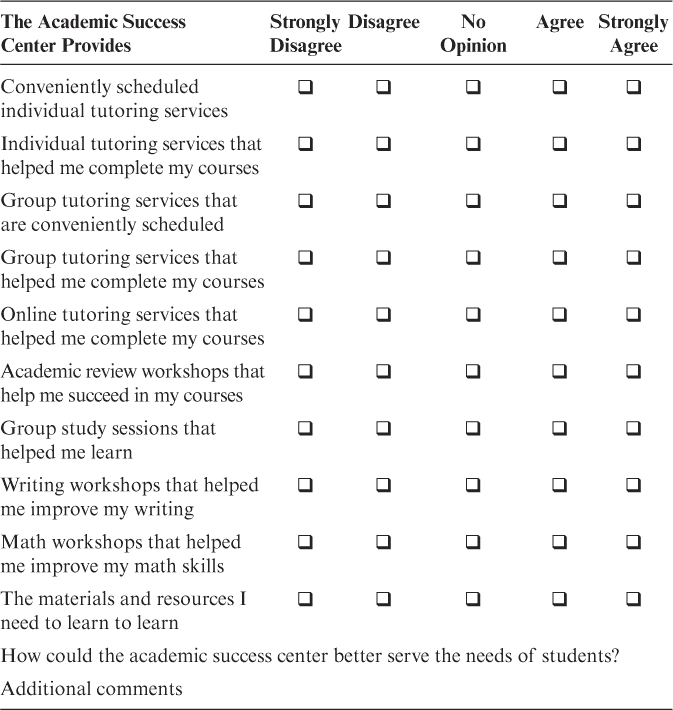 The Academic Success Strongly Disagree No Agree Strongly
Center Provides Disagree Opinion Agree
Conveniently scheduled ❑ ❑ ❑ ❑ ❑
individual tutoring services
Individual tutoring services that ❑ ❑ ❑ ❑ ❑
helped me complete my courses
Group tutoring services that ❑ ❑ ❑ ❑ ❑
are conveniently scheduled
Group tutoring services that ❑ ❑ ❑ ❑ ❑
helped me complete my courses
Online tutoring services that ❑ ❑ ❑ ❑ ❑
helped me complete my courses
Academic review workshops that ❑ ❑ ❑ ❑ ❑
help me succeed in my courses
Group study sessions that ❑ ❑ ❑ ❑ ❑
helped me learn
Writing workshops that helped ❑ ❑ ❑ ❑ ❑
me improve my writing
Math workshops that helped ❑ ❑ ❑ ❑ ❑
me improve my math skills
The materials and resources I ❑ ❑ ❑ ❑ ❑
need to learn to learn
How could the academic success center better serve the needs of students?
Additional comments